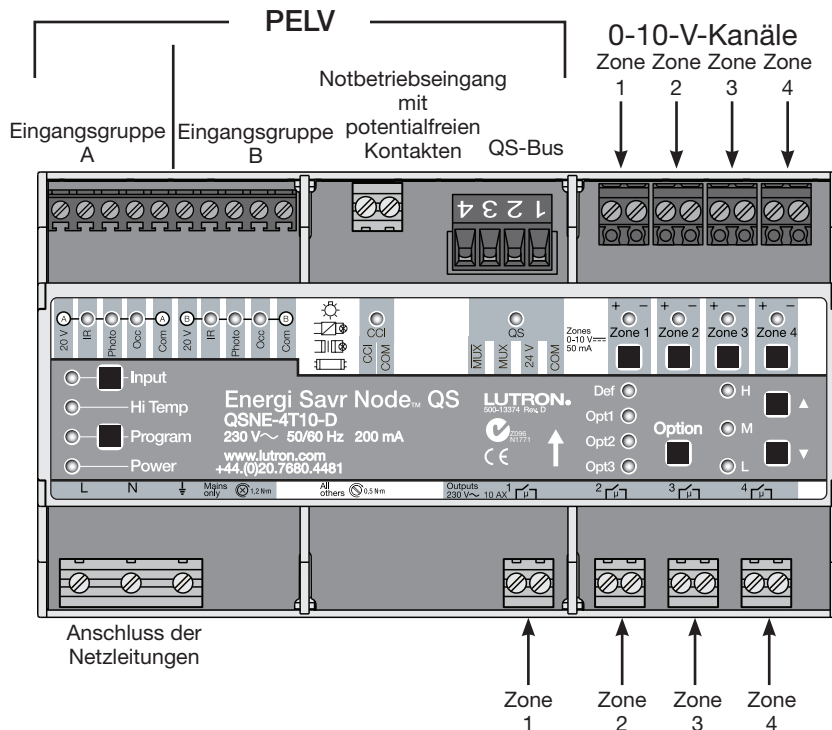 PELV
0-10-V-Kanäle
Zone 1
Zone 2
Zone 3
Zone 4
Eingangsgruppe A
Eingangsgruppe B
Notbetriebseingang mit potentialfreien Kontakten
QS-Bus
4 3 2 1
A
20 V
IR
Photo
Occ
A
Com
B
20 V
IR
Photo
Occ
B
Com
CCI
CCI
COM
QS
MUX
MUX
24 V
COM
Zones
0-10 V
50 mA
+ - + - + - + -
Zone 1 Zone 2 Zone 3 Zone 4
Input
Hi Temp
Program
Power
Energi Savr Node™ QS
QSNE-4T10-D
230 V~ 50/60 Hz 200 mA
www.lutron.com
+44.(0)20.7680.4481
LUTRON®
500-13374 Rev. D
Z096
N1771
CE
Def
Opt1
Opt2
Opt3
Option
H
M
L
L N
Mains only 1,2 N•m
All others 0,5 N•m
Outputs
230 V~ 10 AX
1 µ 2 µ 3 µ 4 µ
Anschluss der Netzleitungen
Zone 1
Zone 2
Zone 3
Zone 4